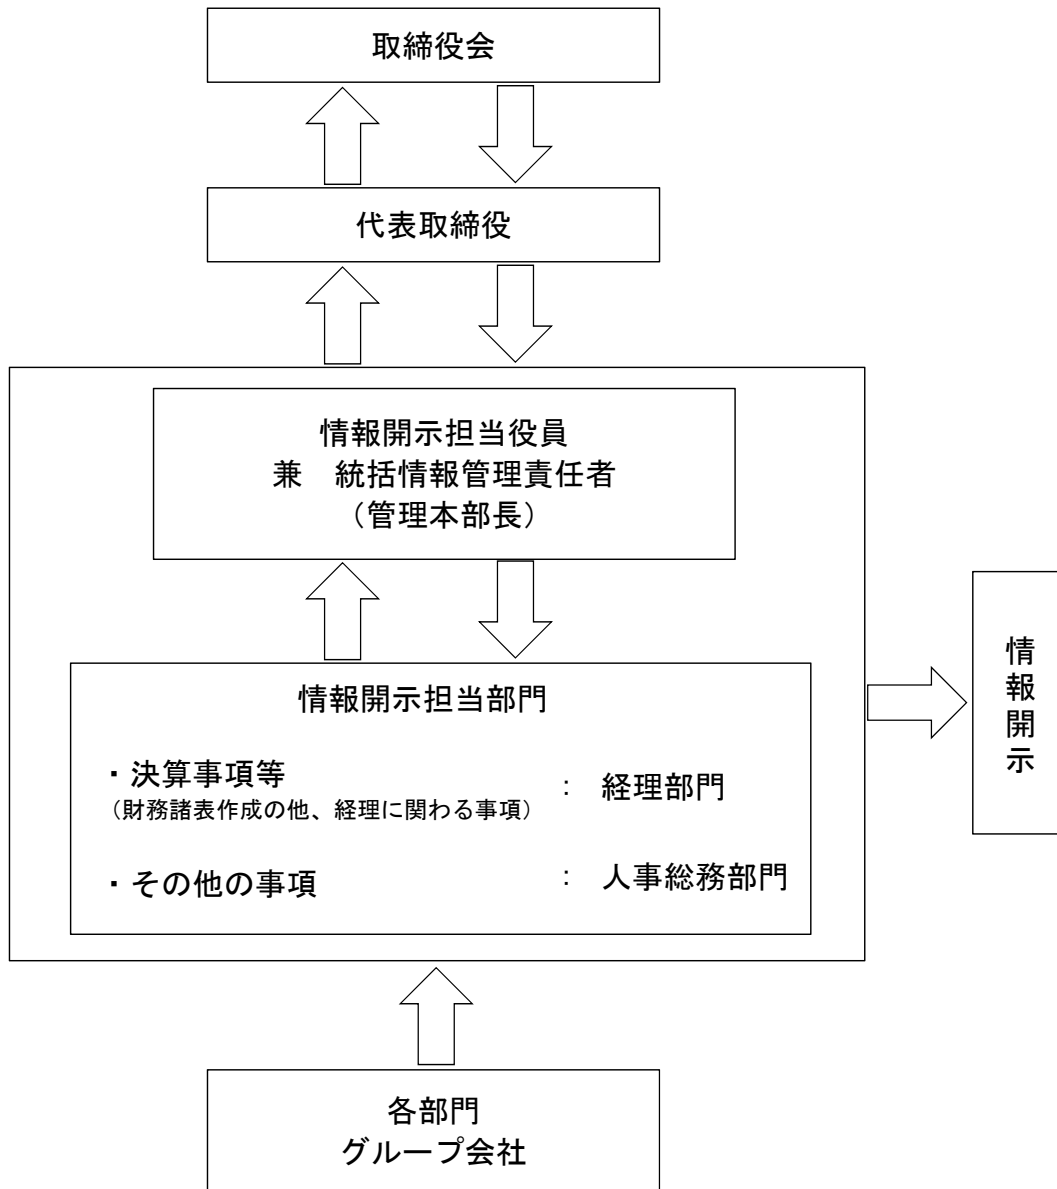 取締役会
代表取締役
情報開示担当役員
兼　統括情報管理責任者
（管理本部長）
情報開示担当部門
・決算事項等　：　経理部門
（財務諸表作成の他、経理に関わる事項）
・その他の事項　：　人事総務部門
情報開示
各部門
グループ会社